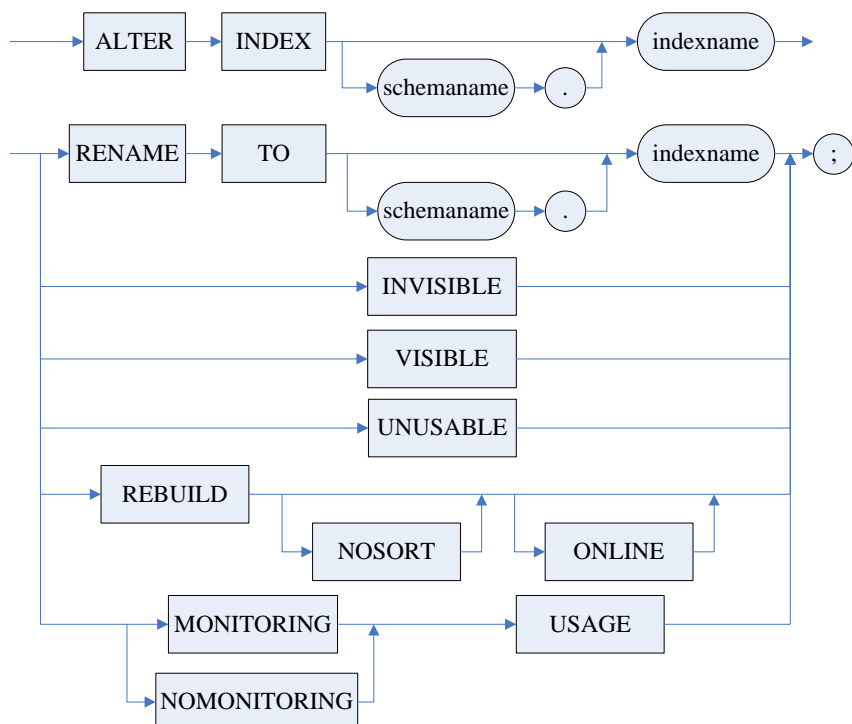 ALTER INDEX indexname
schemaname .
RENAME TO indexname ;
schemaname .
INVISIBLE
VISIBLE
UNUSABLE
REBUILD
NOSORT ONLINE
MONITORING USAGE
NOMONITORING